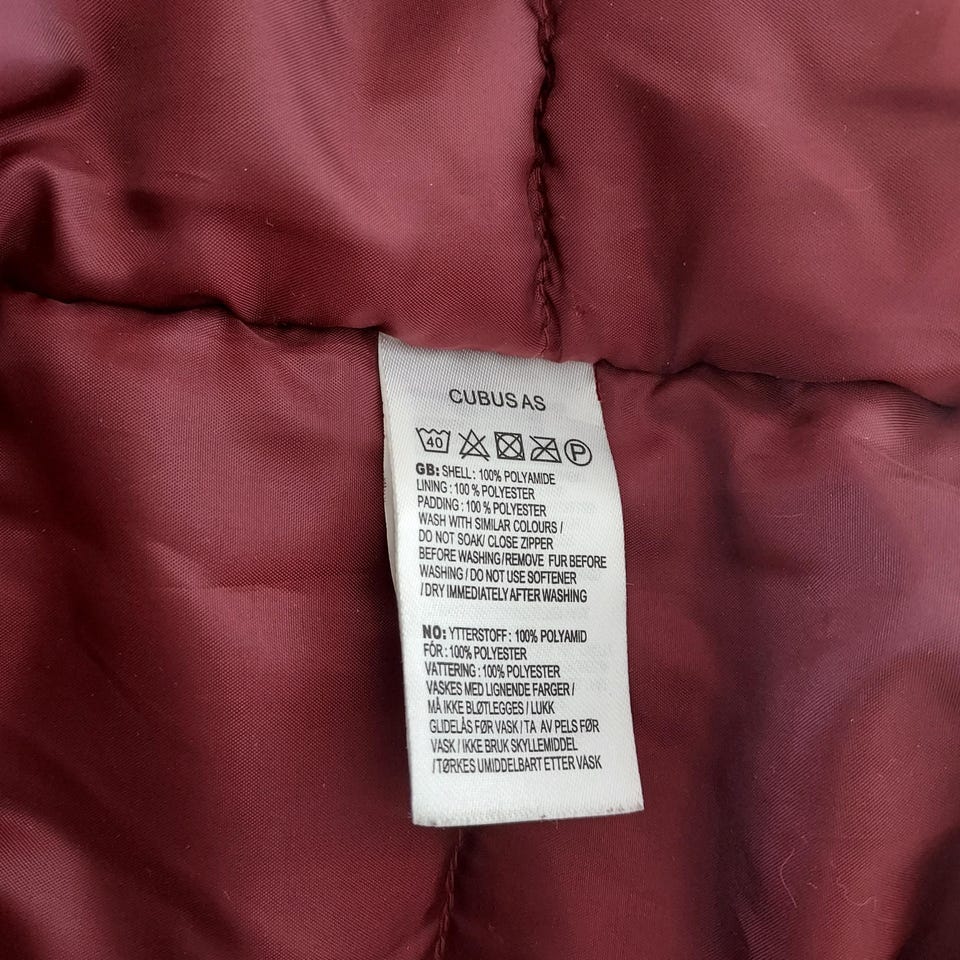 CUBUS AS
40 P
GB: SHELL: 100% POLYAMIDE
LINING: 100 % POLYESTER
PADDING: 100 % POLYESTER
WASH WITH SIMILAR COLOURS /
DO NOT SOAK/ CLOSE ZIPPER
BEFORE WASHING/REMOVE FUR BEFORE
WASHING / DO NOT USE SOFTENER
/DRY IMMEDIATELY AFTER WASHING
NO: YTTERSTOFF: 100% POLYAMID
FÓR: 100% POLYESTER
VATTERING: 100% POLYESTER
VASKES MED LIGNENDE FARGER /
MÅ IKKE BLØTLEGGES / LUKK
GLIDELÅS FØR VASK / TA AV PELS FØR
VASK / IKKE BRUK SKYLLEMIDDEL
/TØRKES UMIDDELBART ETTER VASK